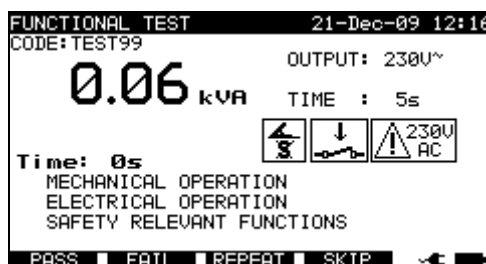 FUNCTIONAL TEST 21-Dec-09 12:16
CODE:TEST99
OUTPUT: 230V~
0.06 kVA
TIME : 5s
230V
AC
Time: 0s
MECHANICAL OPERATION
ELECTRICAL OPERATION
SAFETY RELEVANT FUNCTIONS
PASS FAIL REPEAT SKIP